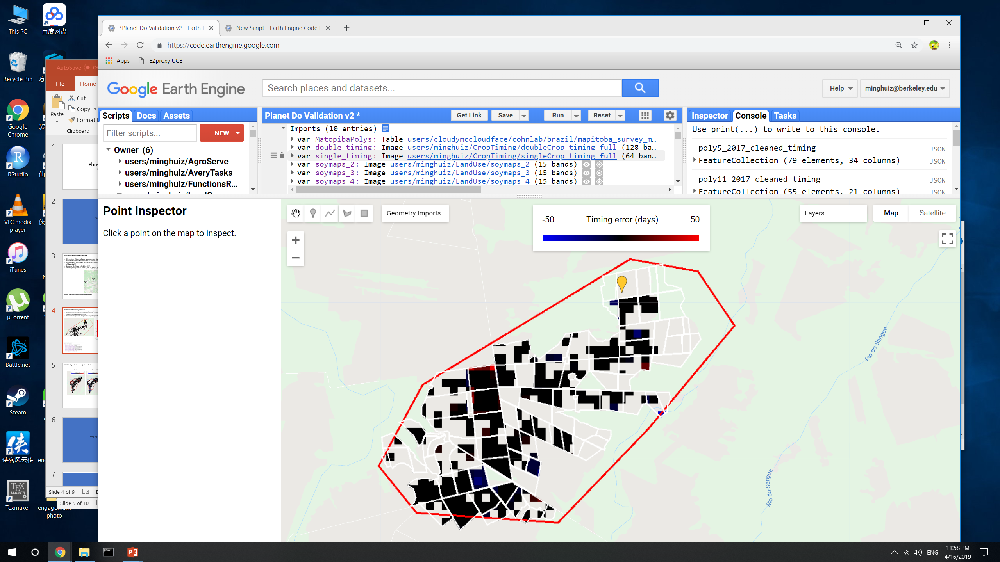 This PC
百度网盘
Recycle Bin
Google Chrome
RStudio
VLC media player
iTunes
µTorrent
Battle.net
Steam
侠客风云传
Texmaker
engagement photo
AutoSave
File
Home
Cut
Copy
Paste
Format
Clipboard
1
2
3
4
5
6
7
Slide 4 of 9
Slide 5 of 10
*Planet Do Validation v2 - Earth E
New Script - Earth Engine Code E
https://code.earthengine.google.com
Apps
EZproxy UCB
Google Earth Engine
Search places and datasets...
Help
minghuiz@berkeley.edu
Scripts
Docs
Assets
Filter scripts...
NEW
Owner (6)
users/minghuiz/AgroServe
users/minghuiz/AveryTasks
users/minghuiz/FunctionsR...
Planet Do Validation v2 *
Get Link
Save
Run
Reset
Imports (10 entries)
var MatopibaPolys: Table users/cloudymccloudface/cohnlab/brazil/mapitoba_survey_m…
var double_timing: Image users/minghuiz/CropTiming/doubleCrop_timing_full (128 ba…
var single_timing: Image users/minghuiz/CropTiming/singleCrop_timing_full (64 ban…
var soymaps_2: Image users/minghuiz/LandUse/soymaps_2 (15 bands)
var soymaps_3: Image users/minghuiz/LandUse/soymaps_3 (15 bands)
var soymaps_4: Image users/minghuiz/LandUse/soymaps_4 (15 bands)
Inspector
Console
Tasks
Use print(...) to write to this console.
poly5_2017_cleaned_timing
JSON
FeatureCollection (79 elements, 34 columns)
JSON
poly11_2017_cleaned_timing
JSON
FeatureCollection (55 elements, 21 columns)
JSON
Point Inspector
Click a point on the map to inspect.
Geometry Imports
-50 Timing error (days) 50
Layers
Map
Satellite
Rio do Sangue
Rio do Sangue
ENG
11:58 PM
4/16/2019